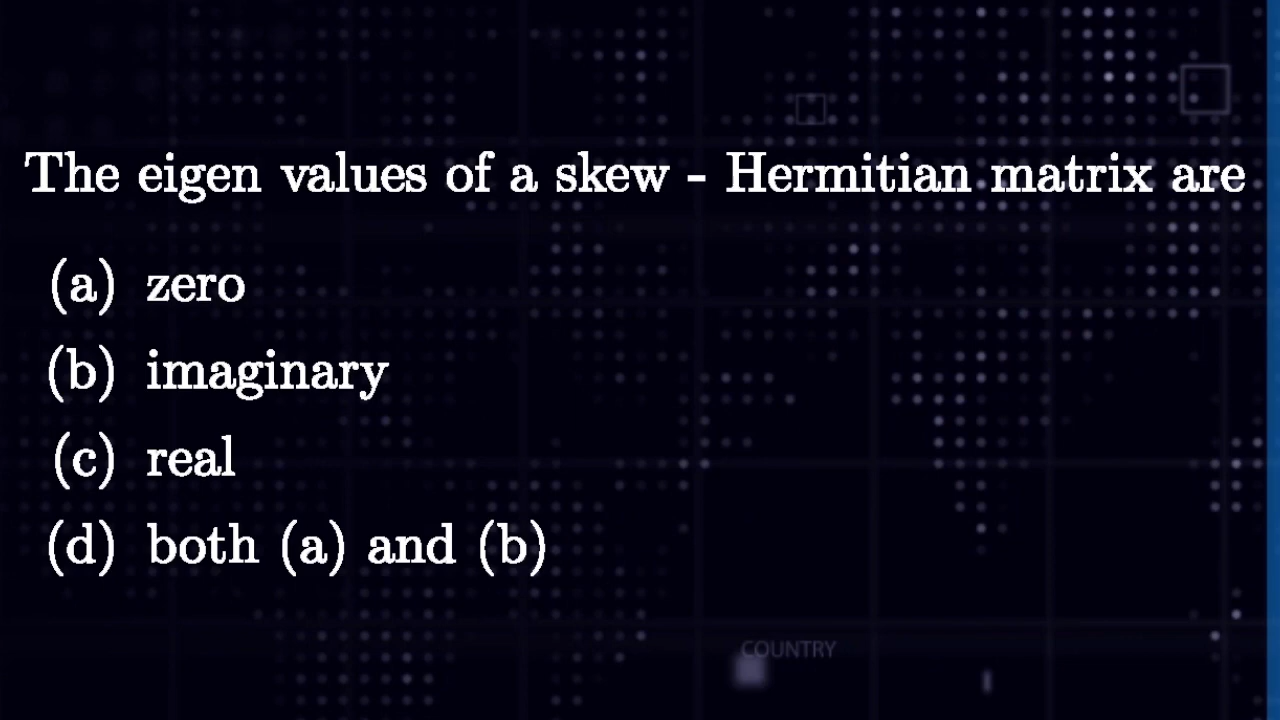 The eigen values of a skew - Hermitian matrix are
(a) zero
(b) imaginary
(c) real
(d) both (a) and (b)
COUNTRY